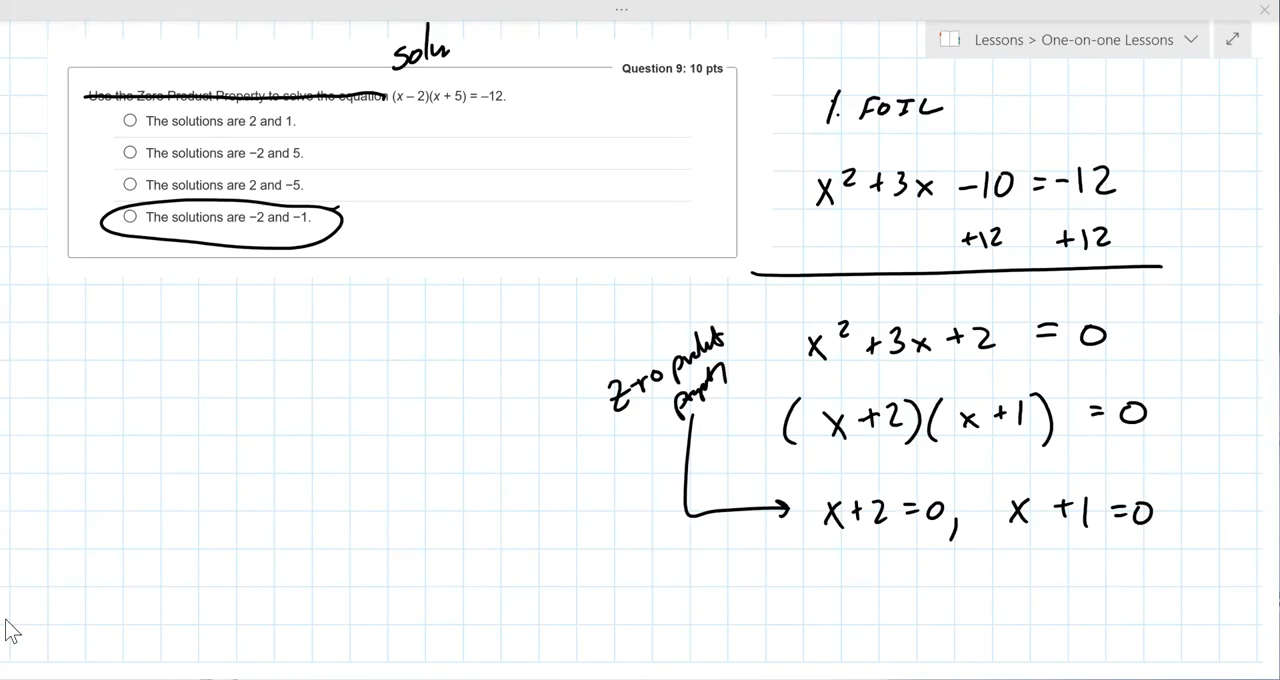 Lessons > One-on-one Lessons
solv
Question 9: 10 pts
Use the Zero Product Property to solve the equation (x – 2)(x + 5) = –12.
The solutions are 2 and 1.
The solutions are −2 and 5.
The solutions are 2 and −5.
The solutions are −2 and −1.
1. FOIL
x² + 3x - 10 = -12
+12 +12
x² + 3x + 2 = 0
Zero product
(x + 2)(x + 1) = 0
x + 2 = 0, x + 1 = 0